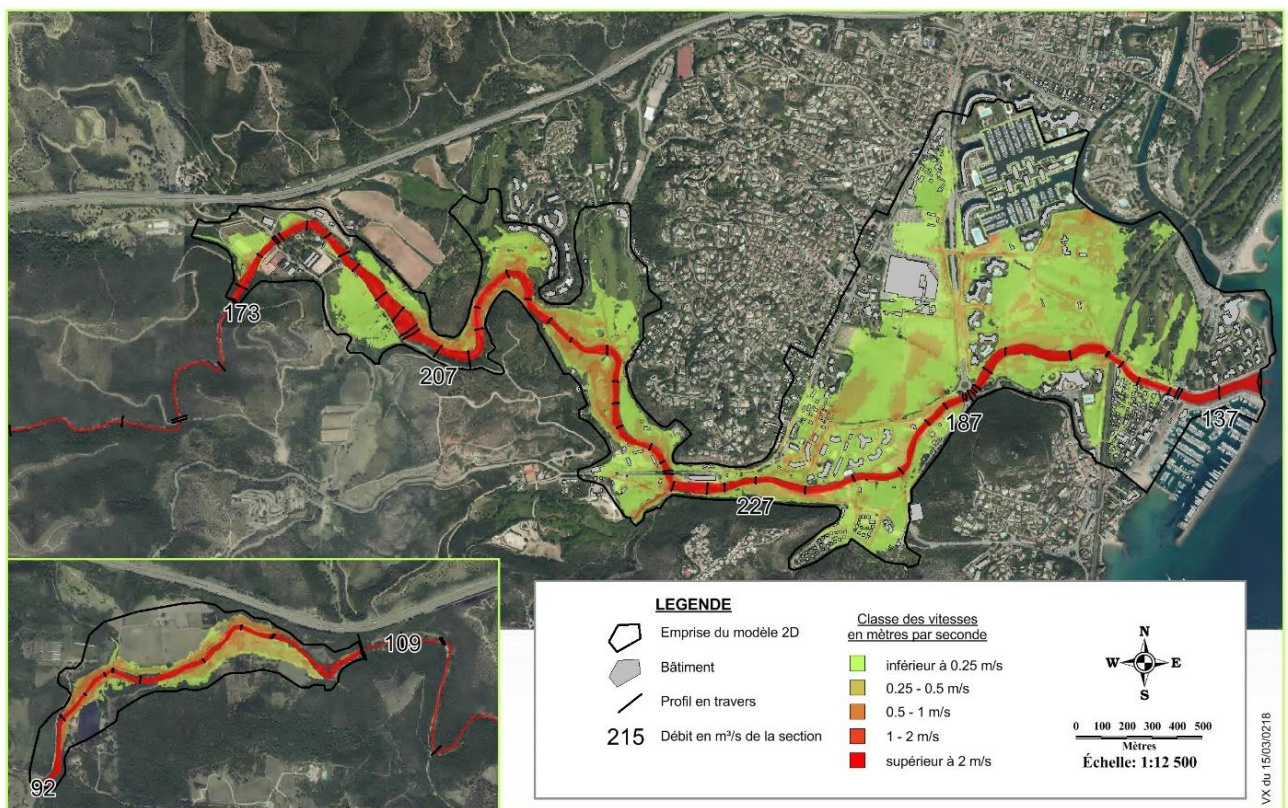 173
207
227
187
137
109
92
LEGENDE
Emprise du modèle 2D
Bâtiment
Profil en travers
215 Débit en m³/s de la section
Classe des vitesses
en mètres par seconde
inférieur à 0.25 m/s
0.25 - 0.5 m/s
0.5 - 1 m/s
1 - 2 m/s
supérieur à 2 m/s
N
W E
S
0 100 200 300 400 500
Mètres
Échelle: 1:12 500
VX du 15/03/0218